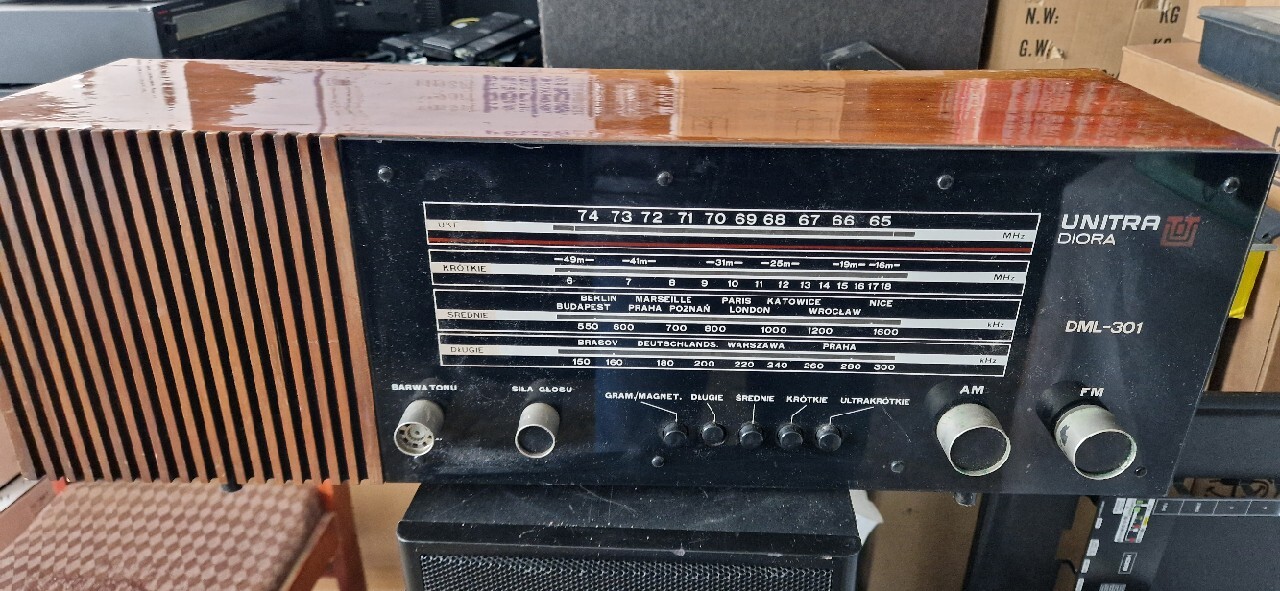 N.W: KG
G.W: KG
74 73 72 71 70 69 68 67 66 65
UKF MHz
-49m- -41m- -31m- -25m- -19m- -16m-
KRÓTKIE MHz
6 7 8 9 10 11 12 13 14 15 16 17 18
BERLIN MARSEILLE PARIS KATOWICE NICE
BUDAPEST PRAHA POZNAŃ LONDON WROCŁAW
ŚREDNIE kHz
550 600 700 800 1000 1200 1600
BRASOV DEUTSCHLANDS. WARSZAWA PRAHA
DŁUGIE kHz
150 160 180 200 220 240 260 280 300
UNITRA
DIORA
DML-301
BARWA TONU SIŁA GŁOSU
GRAM./MAGNET. DŁUGIE ŚREDNIE KRÓTKIE ULTRAKRÓTKIE
AM FM